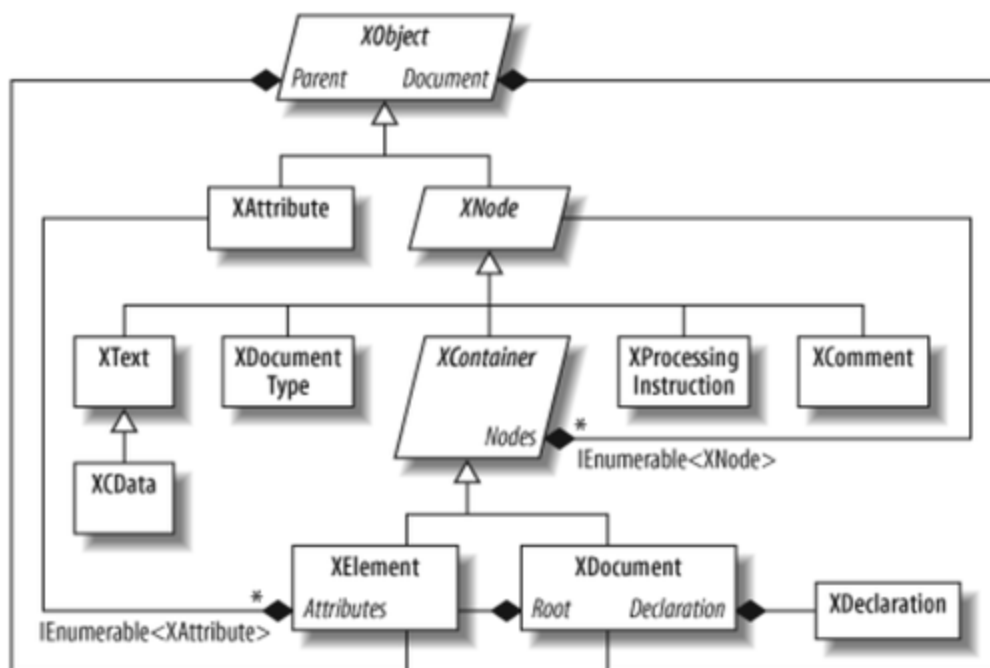 XObject
Parent Document
XAttribute
XNode
XText
XDocument
Type
XContainer
XProcessing
Instruction
XComment
Nodes
*
IEnumerable<XNode>
XCData
XElement
XDocument
*
Attributes
Root
Declaration
XDeclaration
IEnumerable<XAttribute>